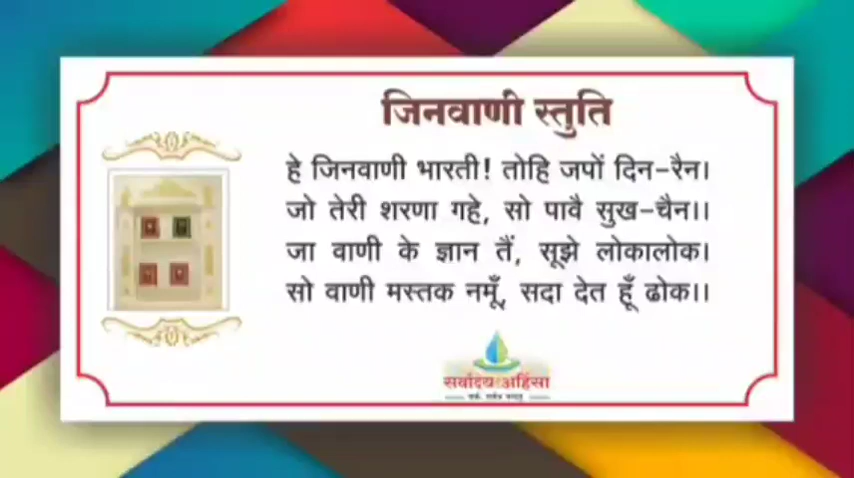 जिनवाणी स्तुति
हे जिनवाणी भारती! तोहि जपों दिन-रैन।
जो तेरी शरणा गहे, सो पावै सुख-चैन।।
जा वाणी के ज्ञान तैं, सूझे लोकालोक।
सो वाणी मस्तक नमूँ, सदा देत हूँ ढोक।।
सर्वोदय अहिंसा